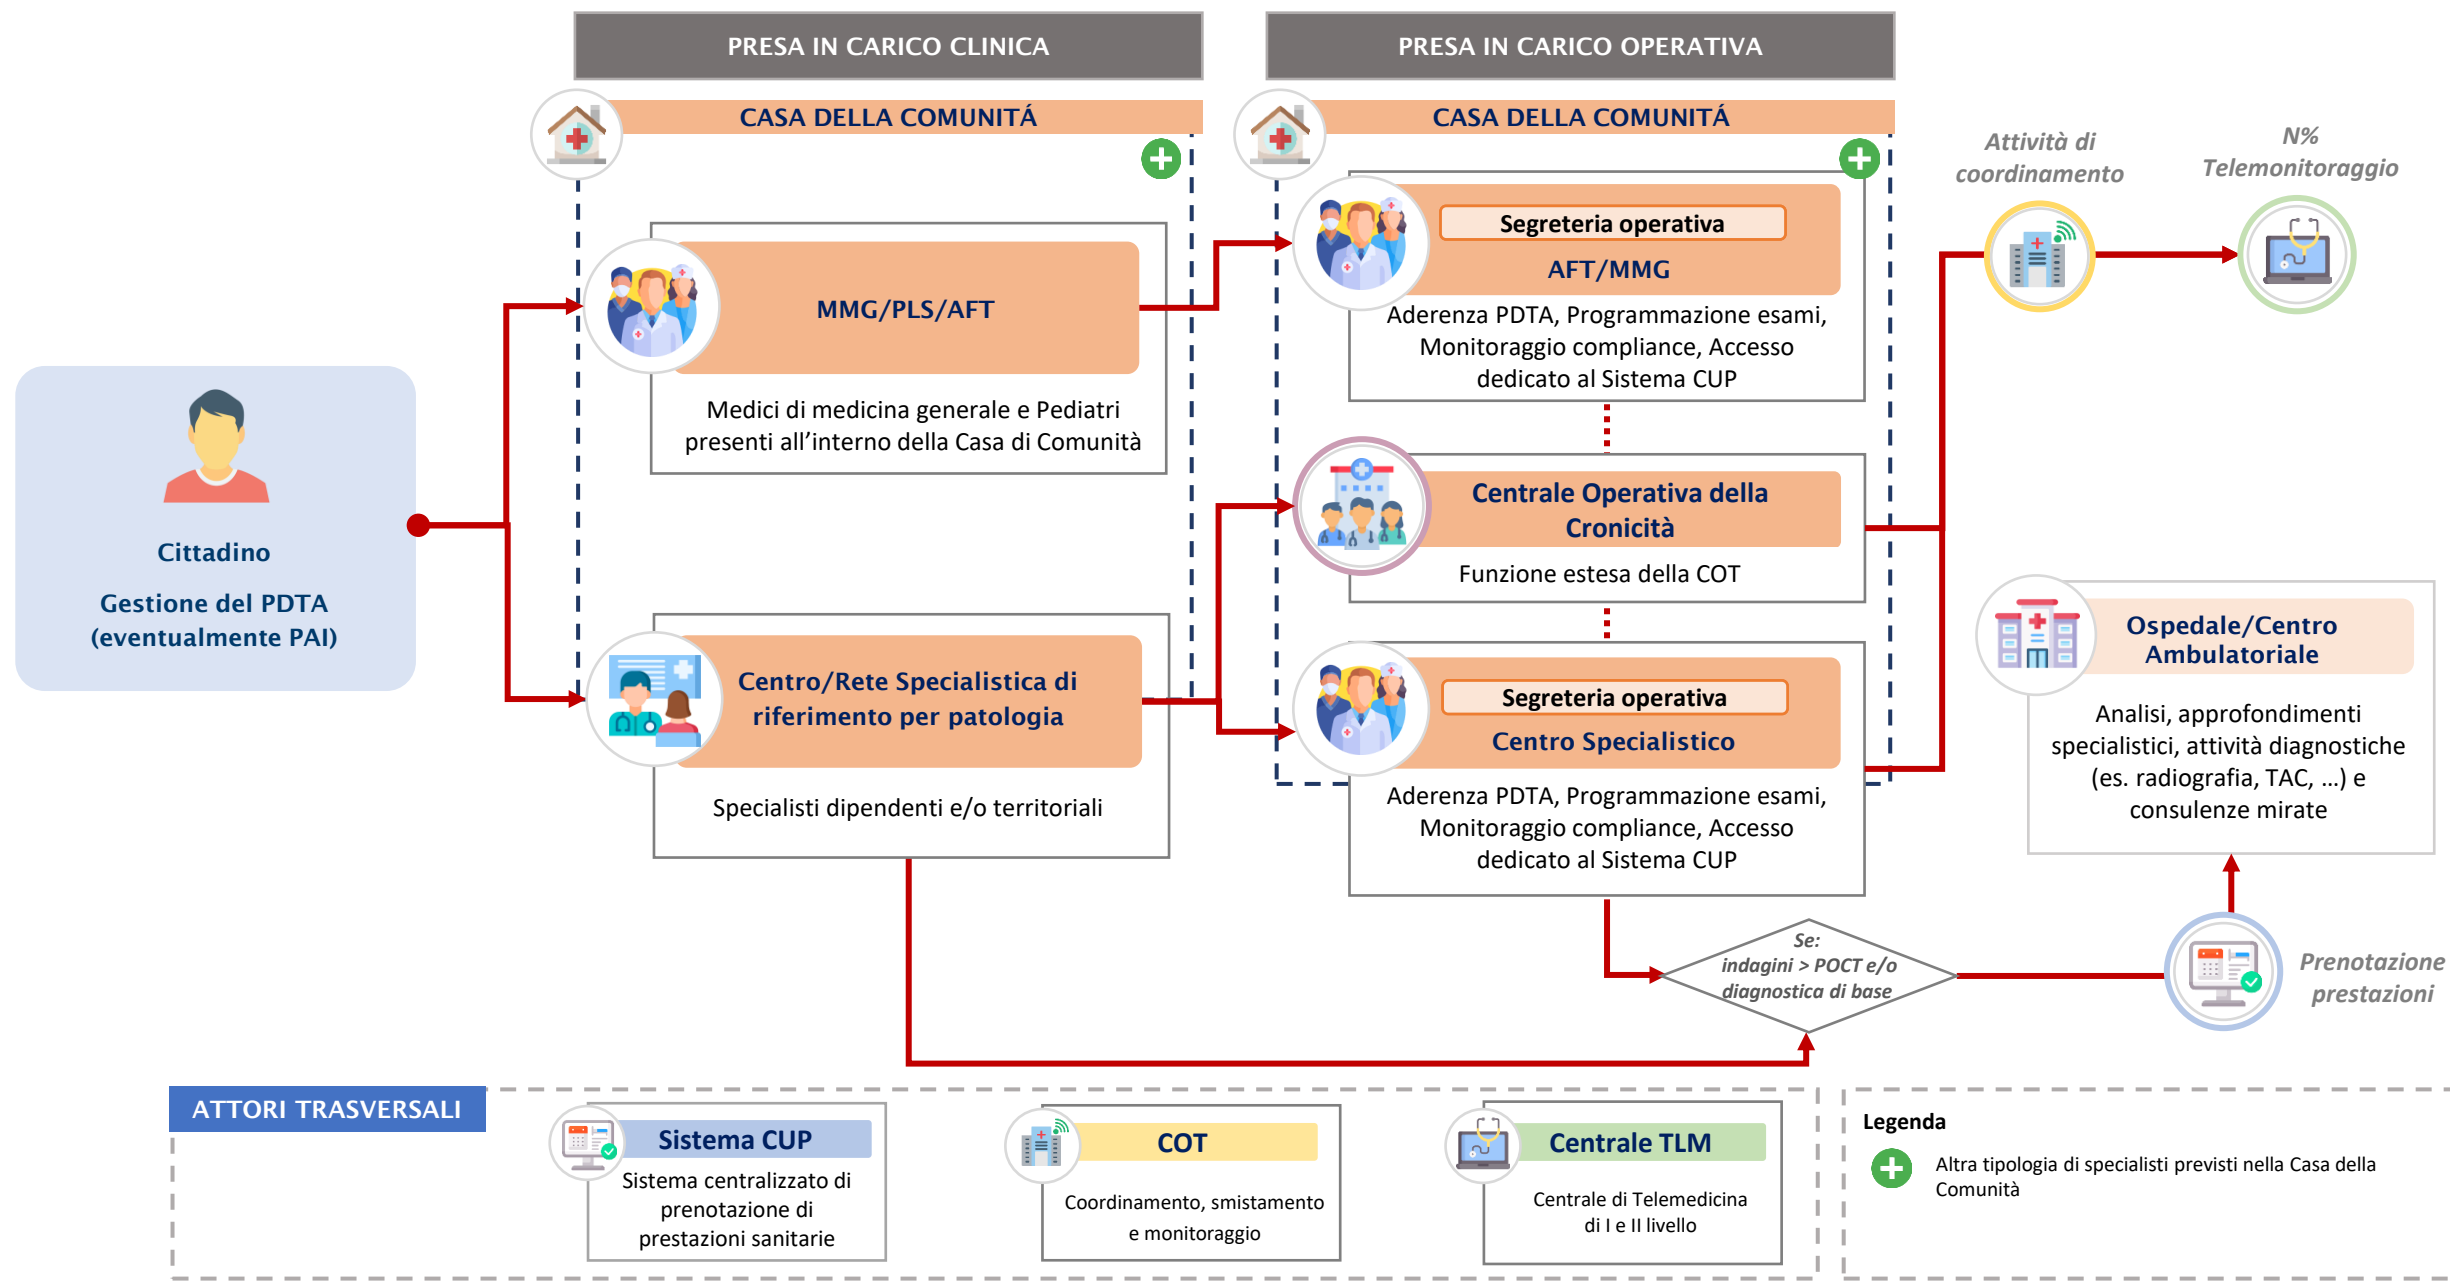 PRESA IN CARICO CLINICA
PRESA IN CARICO OPERATIVA
CASA DELLA COMUNITÁ
CASA DELLA COMUNITÁ
Attività di
coordinamento
N%
Telemonitoraggio
Segreteria operativa
AFT/MMG
Aderenza PDTA, Programmazione esami,
Monitoraggio compliance, Accesso
dedicato al Sistema CUP
MMG/PLS/AFT
Medici di medicina generale e Pediatri
presenti all’interno della Casa di Comunità
Cittadino
Gestione del PDTA
(eventualmente PAI)
Centrale Operativa della
Cronicità
Funzione estesa della COT
Centro/Rete Specialistica di
riferimento per patologia
Specialisti dipendenti e/o territoriali
Segreteria operativa
Centro Specialistico
Aderenza PDTA, Programmazione esami,
Monitoraggio compliance, Accesso
dedicato al Sistema CUP
Ospedale/Centro
Ambulatoriale
Analisi, approfondimenti
specialistici, attività diagnostiche
(es. radiografia, TAC, …) e
consulenze mirate
Se:
indagini > POCT e/o
diagnostica di base
Prenotazione
prestazioni
ATTORI TRASVERSALI
Sistema CUP
Sistema centralizzato di
prenotazione di
prestazioni sanitarie
COT
Coordinamento, smistamento
e monitoraggio
Centrale TLM
Centrale di Telemedicina
di I e II livello
Legenda
Altra tipologia di specialisti previsti nella Casa della
Comunità